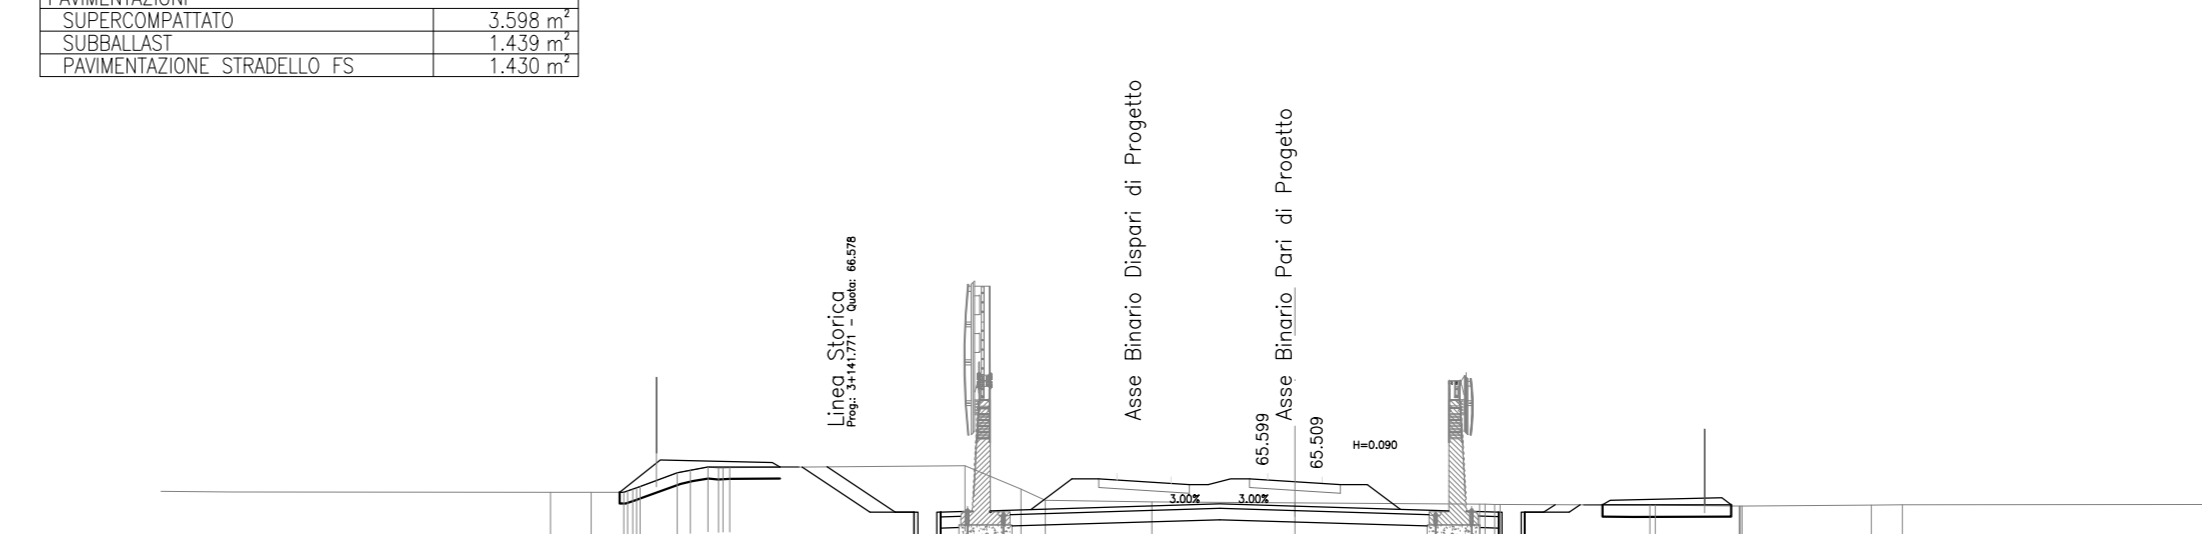 PAVIMENTAZIONI
SUPERCOMPATTATO 3.598 m²
SUBBALLAST 1.439 m²
PAVIMENTAZIONE STRADELLO FS 1.430 m²
Linea Storica
Prog.: 3+141.771 - Quota: 66.578
Asse Binario Dispari di Progetto
Asse Binario Pari di Progetto
65.599
65.509
H=0.090
3.00%
3.00%